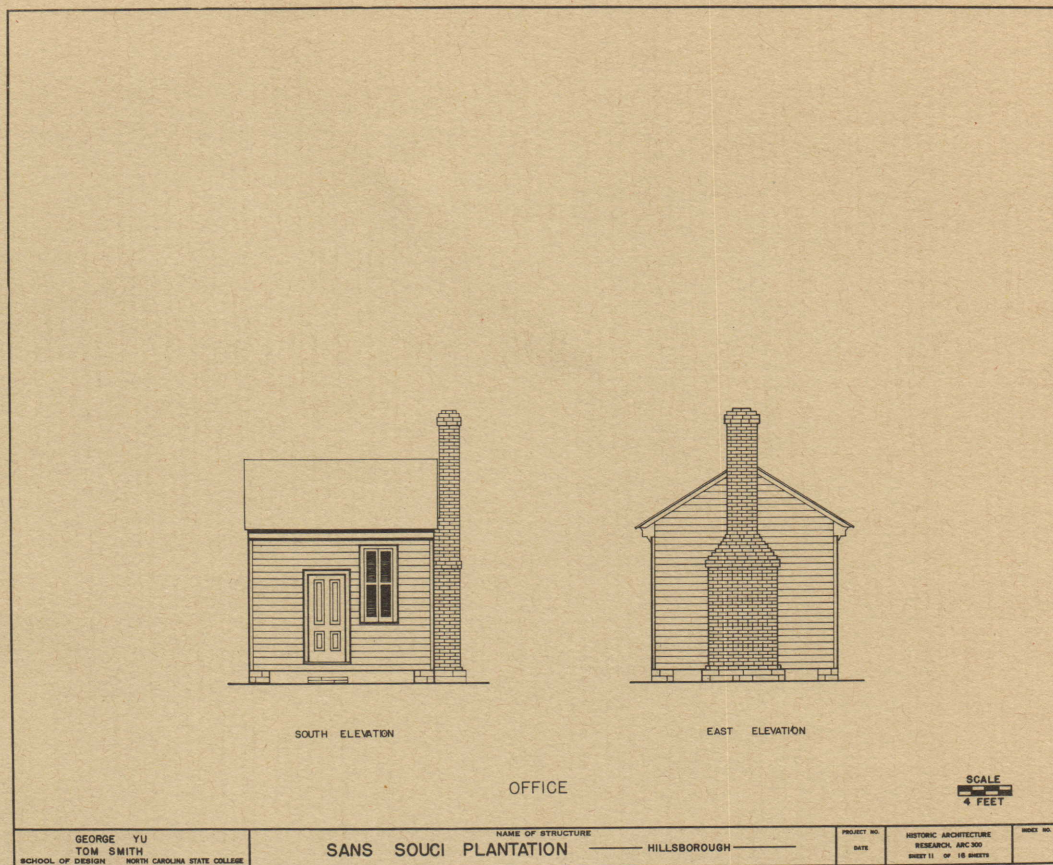 SOUTH ELEVATION
EAST ELEVATION
OFFICE
SCALE
4 FEET
GEORGE YU
TOM SMITH
SCHOOL OF DESIGN NORTH CAROLINA STATE COLLEGE
NAME OF STRUCTURE
SANS SOUCI PLANTATION HILLSBOROUGH
PROJECT NO.
DATE
HISTORIC ARCHITECTURE
RESEARCH, ARC 300
SHEET 11 OF 18 SHEETS
INDEX NO.